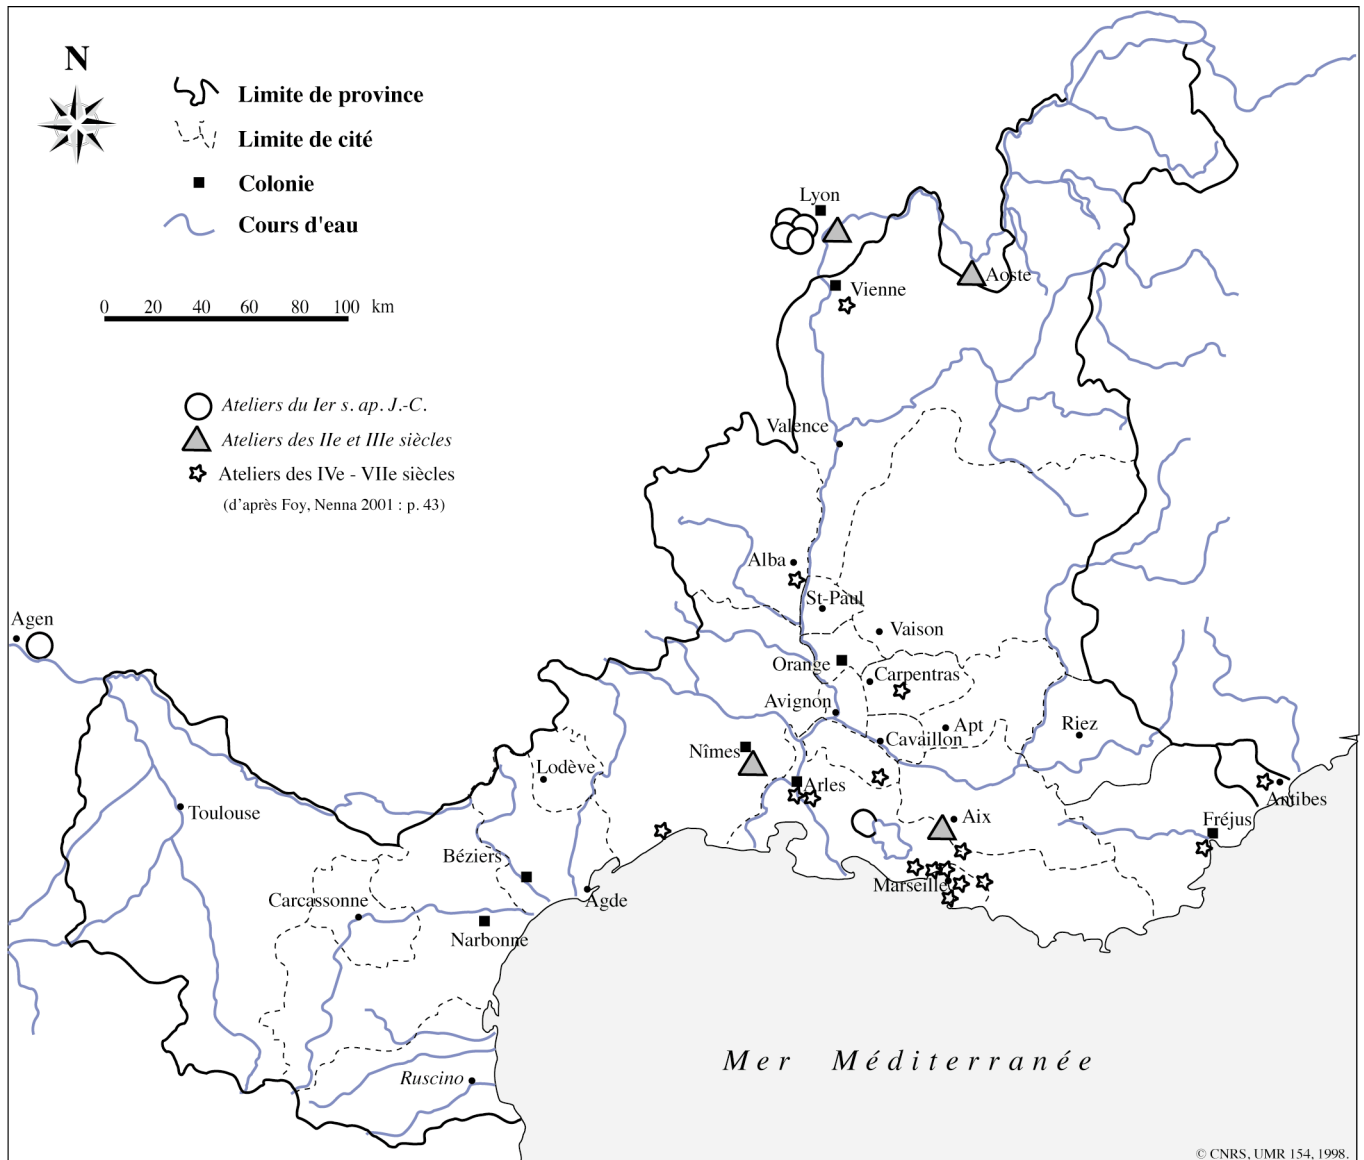 N
Limite de province
Limite de cité
Colonie
Cours d'eau
0 20 40 60 80 100 km
Ateliers du Ier s. ap. J.-C.
Ateliers des IIe et IIIe siècles
Ateliers des IVe - VIIe siècles
(d'après Foy, Nenna 2001 : p. 43)
Lyon
Aoste
Vienne
Valence
Alba
St-Paul
Agen
Vaison
Orange
Carpentras
Avignon
Apt
Riez
Cavaillon
Nîmes
Lodève
Arles
Antibes
Toulouse
Aix
Fréjus
Béziers
Marseille
Carcassonne
Agde
Narbonne
Mer Méditerranée
Ruscino
© CNRS, UMR 154, 1998.